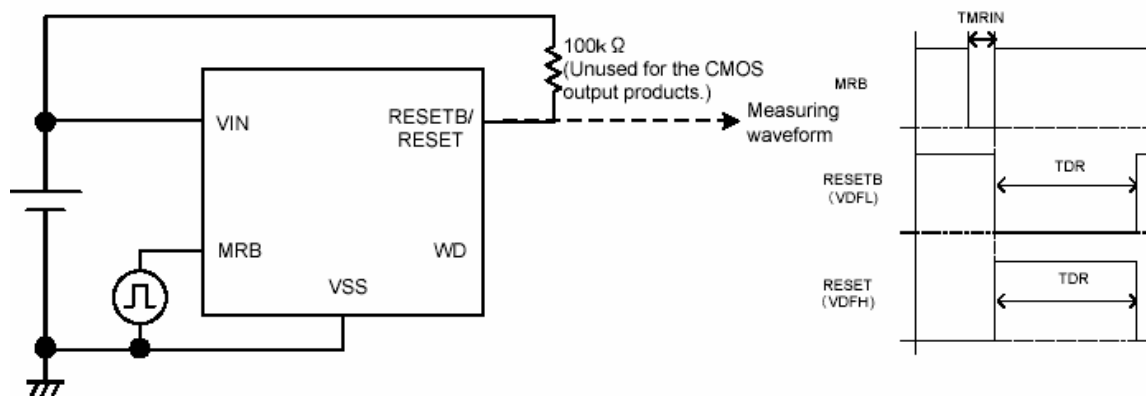 100k Ω
(Unused for the CMOS
output products.)
VIN
RESETB/
RESET
Measuring
waveform
MRB
WD
VSS
TMRIN
MRB
RESETB
(VDFL)
TDR
RESET
(VDFH)
TDR